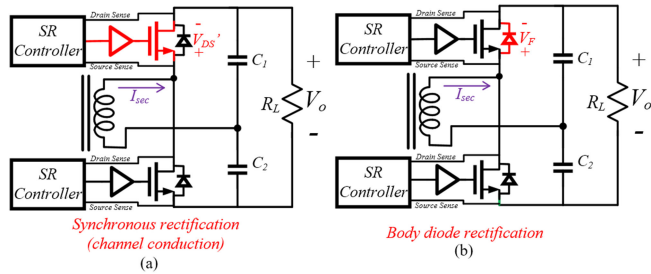 Drain Sense
SR
Controller
Source Sense
-
V_DS'
+
I_sec
C_1
R_L
+
V_o
-
Drain Sense
SR
Controller
Source Sense
C_2
Synchronous rectification
(channel conduction)
(a)
Drain Sense
SR
Controller
Source Sense
-
V_F
+
I_sec
C_1
R_L
+
V_o
-
Drain Sense
SR
Controller
Source Sense
C_2
Body diode rectification
(b)